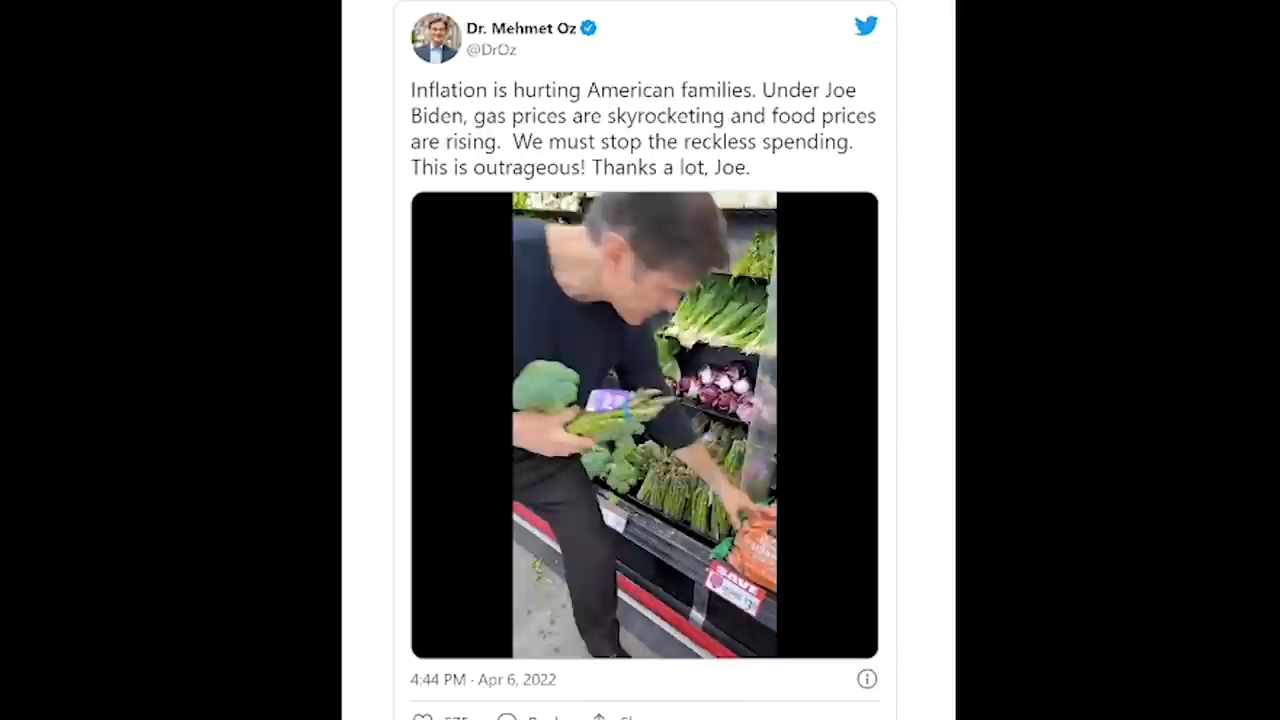 Dr. Mehmet Oz
@DrOz
Inflation is hurting American families. Under Joe
Biden, gas prices are skyrocketing and food prices
are rising.  We must stop the reckless spending.
This is outrageous! Thanks a lot, Joe.
SAVE
4:44 PM · Apr 6, 2022